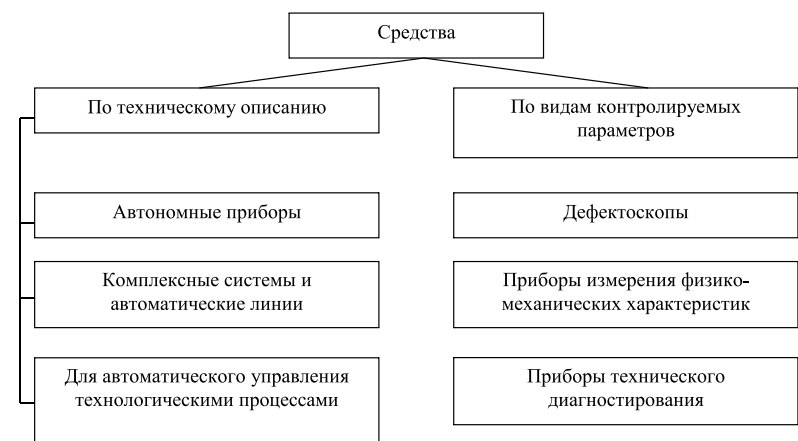 Средства
По техническому описанию
По видам контролируемых
параметров
Автономные приборы
Дефектоскопы
Комплексные системы и
автоматические линии
Приборы измерения физико-
механических характеристик
Для автоматического управления
технологическими процессами
Приборы технического
диагностирования